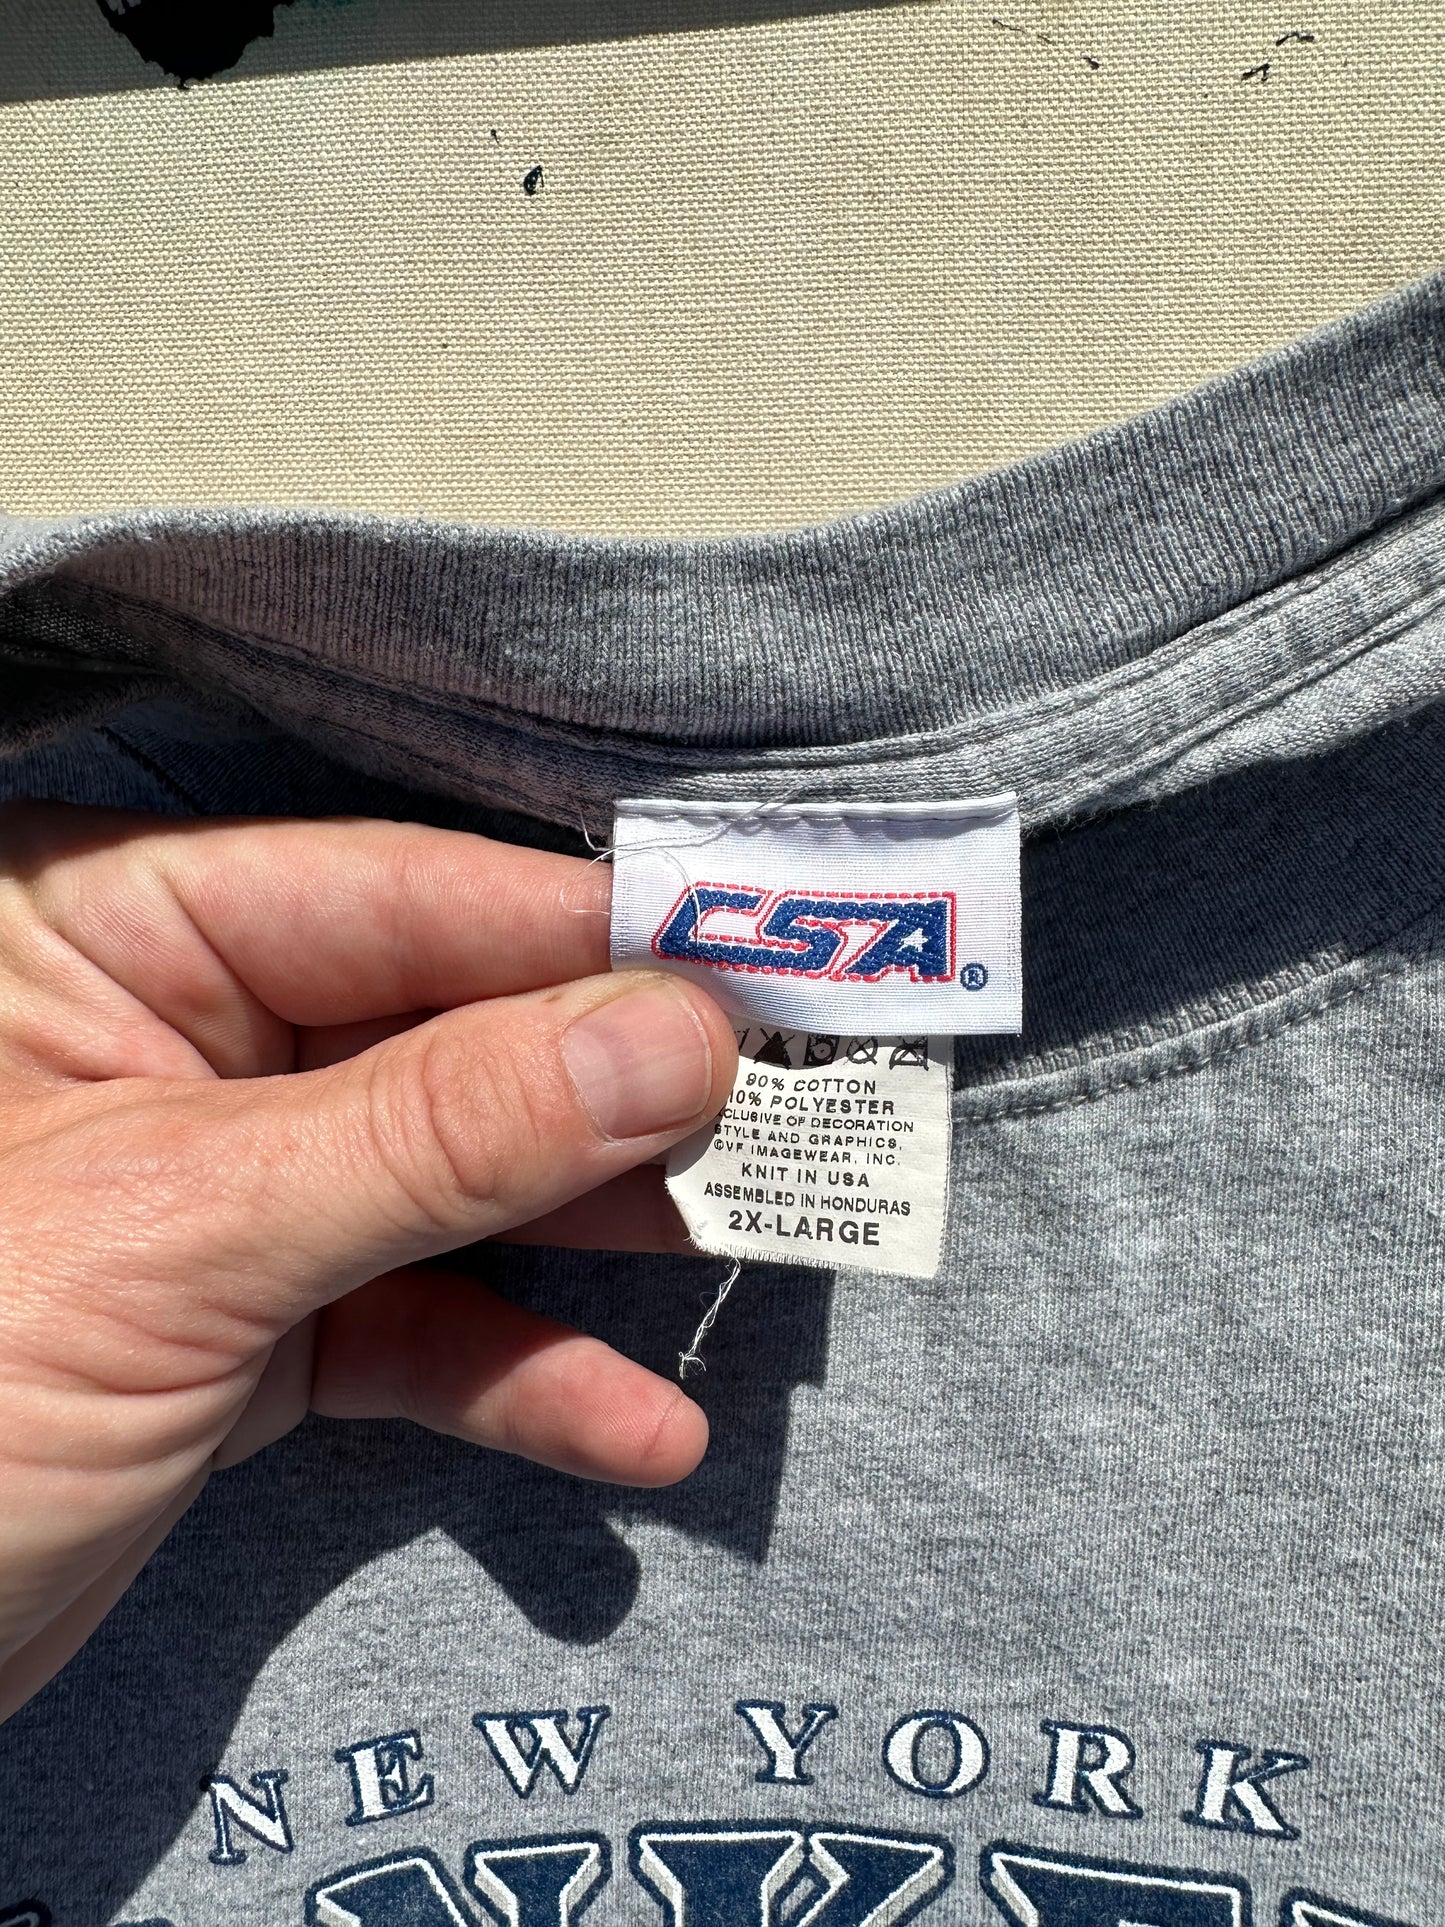 CSA®
90% COTTON
10% POLYESTER
OF DECORATION
STYLE AND GRAPHICS,
©VF IMAGEWEAR, INC.
KNIT IN USA
ASSEMBLED IN HONDURAS
2X-LARGE
NEW YORK